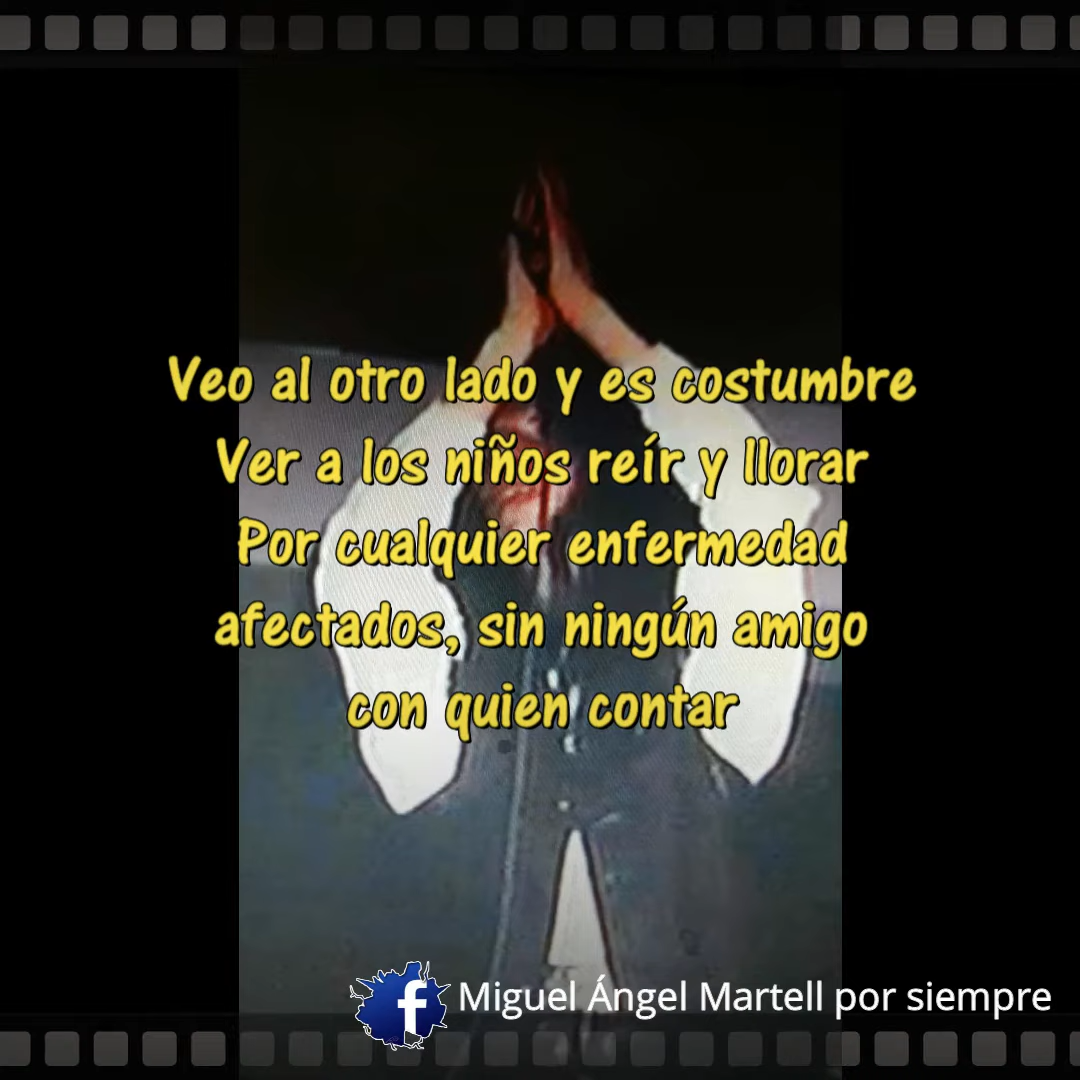 Veo al otro lado y es costumbre
Ver a los niños reír y llorar
Por cualquier enfermedad
afectados, sin ningún amigo
con quien contar
f Miguel Ángel Martell por siempre